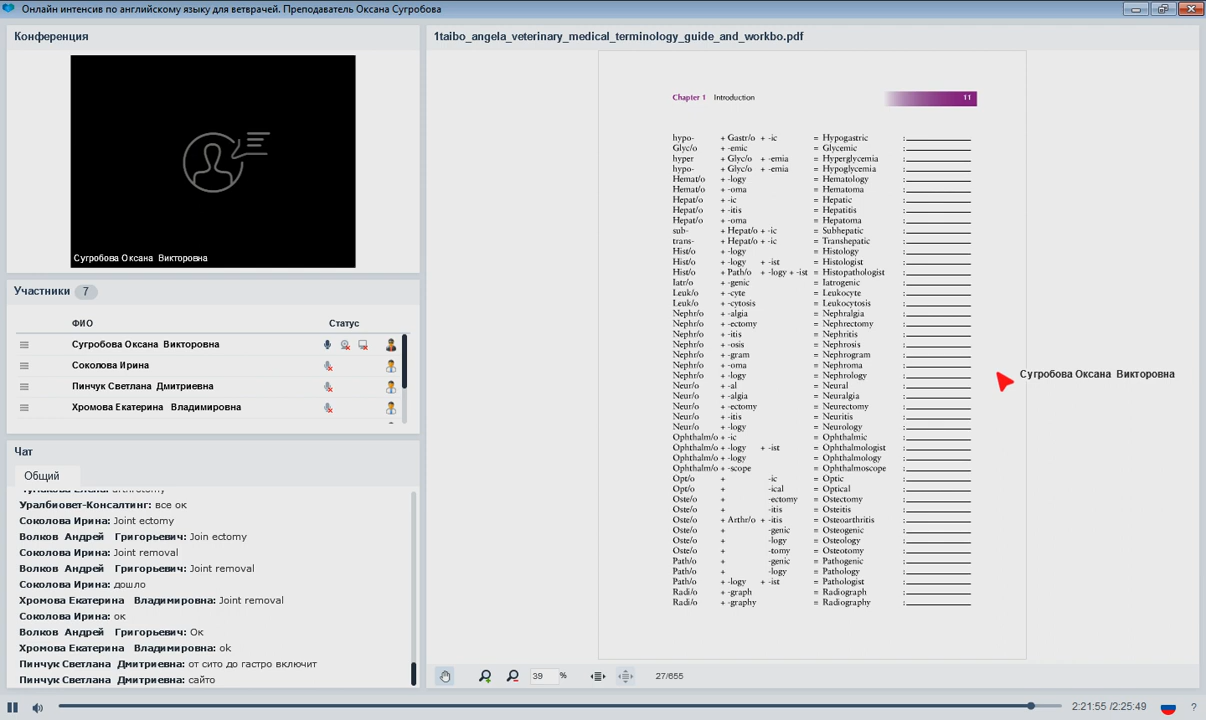 Онлайн интенсив по английскому языку для ветврачей. Преподаватель Оксана Сугробова
Конференция
Сугробова Оксана Викторовна
Участники 7
ФИО Статус
Сугробова Оксана Викторовна
Соколова Ирина
Пинчук Светлана Дмитриевна
Хромова Екатерина Владимировна
Чат
Общий
Уралбиовет-Консалтинг: все ок
Соколова Ирина: Joint ectomy
Волков Андрей Григорьевич: Join ectomy
Соколова Ирина: Joint removal
Волков Андрей Григорьевич: Joint removal
Соколова Ирина: дошло
Хромова Екатерина Владимировна: Joint removal
Соколова Ирина: ок
Волков Андрей Григорьевич: Ок
Хромова Екатерина Владимировна: ok
Пинчук Светлана Дмитриевна: от сито до гастро включит
Пинчук Светлана Дмитриевна: сайто
1taibo_angela_veterinary_medical_terminology_guide_and_workbo.pdf
Chapter 1 Introduction 11
hypo- + Gastr/o + -ic = Hypogastric :
Glyc/o + -emic = Glycemic :
hyper + Glyc/o + -emia = Hyperglycemia :
hypo- + Glyc/o + -emia = Hypoglycemia :
Hemat/o + -logy = Hematology :
Hemat/o + -oma = Hematoma :
Hepat/o + -ic = Hepatic :
Hepat/o + -itis = Hepatitis :
Hepat/o + -oma = Hepatoma :
sub- + Hepat/o + -ic = Subhepatic :
trans- + Hepat/o + -ic = Transhepatic :
Hist/o + -logy = Histology :
Hist/o + -logy + -ist = Histologist :
Hist/o + Path/o + -logy + -ist = Histopathologist :
Iatr/o + -genic = Iatrogenic :
Leuk/o + -cyte = Leukocyte :
Leuk/o + -cytosis = Leukocytosis :
Nephr/o + -algia = Nephralgia :
Nephr/o + -ectomy = Nephrectomy :
Nephr/o + -itis = Nephritis :
Nephr/o + -osis = Nephrosis :
Nephr/o + -gram = Nephrogram :
Nephr/o + -oma = Nephroma :
Nephr/o + -logy = Nephrology :
Neur/o + -al = Neural :
Neur/o + -algia = Neuralgia :
Neur/o + -ectomy = Neurectomy :
Neur/o + -itis = Neuritis :
Neur/o + -logy = Neurology :
Ophthalm/o + -ic = Ophthalmic :
Ophthalm/o + -logy + -ist = Ophthalmologist :
Ophthalm/o + -logy = Ophthalmology :
Ophthalm/o + -scope = Ophthalmoscope :
Opt/o + -ic = Optic :
Opt/o + -ical = Optical :
Oste/o + -ectomy = Ostectomy :
Oste/o + -itis = Osteitis :
Oste/o + Arthr/o + -itis = Osteoarthritis :
Oste/o + -genic = Osteogenic :
Oste/o + -logy = Osteology :
Oste/o + -tomy = Osteotomy :
Path/o + -genic = Pathogenic :
Path/o + -logy = Pathology :
Path/o + -logy + -ist = Pathologist :
Radi/o + -graph = Radiograph :
Radi/o + -graphy = Radiography :
Сугробова Оксана Викторовна
39 % 27/655
2:21:55 /2:25:49 ?